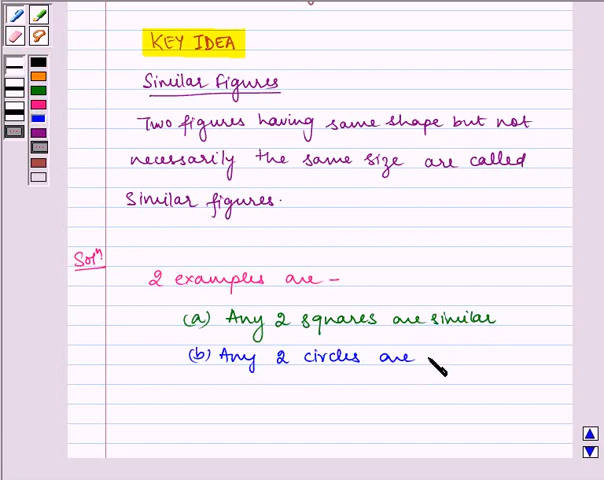 KEY IDEA
Similar figures
Two figures having same shape but not
necessarily the same size are called
similar figures.
Solⁿ.
2 examples are -
(a) Any 2 squares are similar
(b) Any 2 circles are